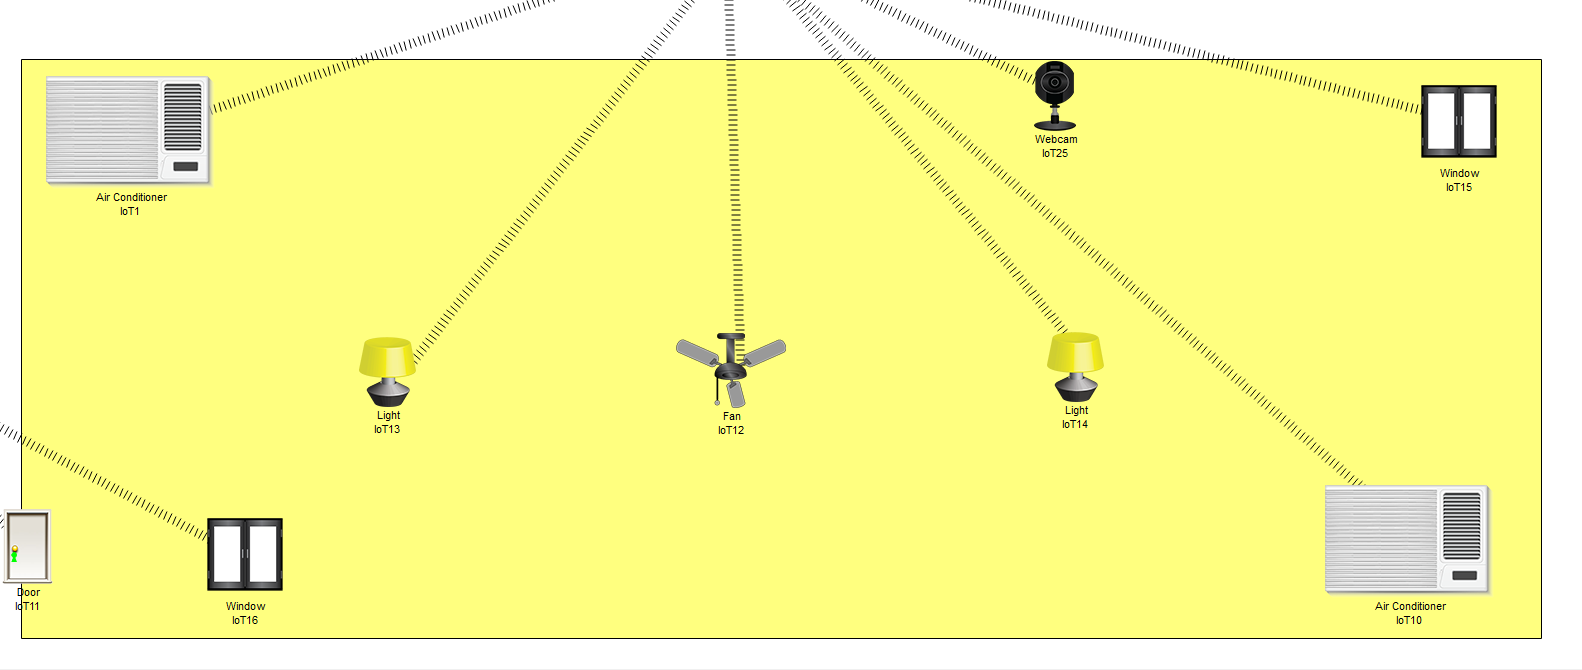 Webcam
IoT25
Window
IoT15
Air Conditioner
IoT1
Light
IoT13
Fan
IoT12
Light
IoT14
Door
IoT11
Window
IoT16
Air Conditioner
IoT10